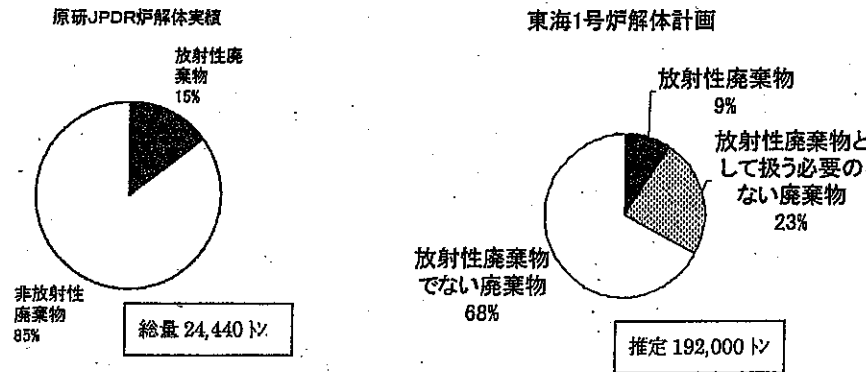 原研JPDR炉解体実績
放射性廃
棄物
15%
非放射性
廃棄物
85%
総量 24,440 ﾄﾝ
東海1号炉解体計画
放射性廃棄物
9%
放射性廃棄物と
して扱う必要の
ない廃棄物
23%
放射性廃棄物
でない廃棄物
68%
推定 192,000 ﾄﾝ